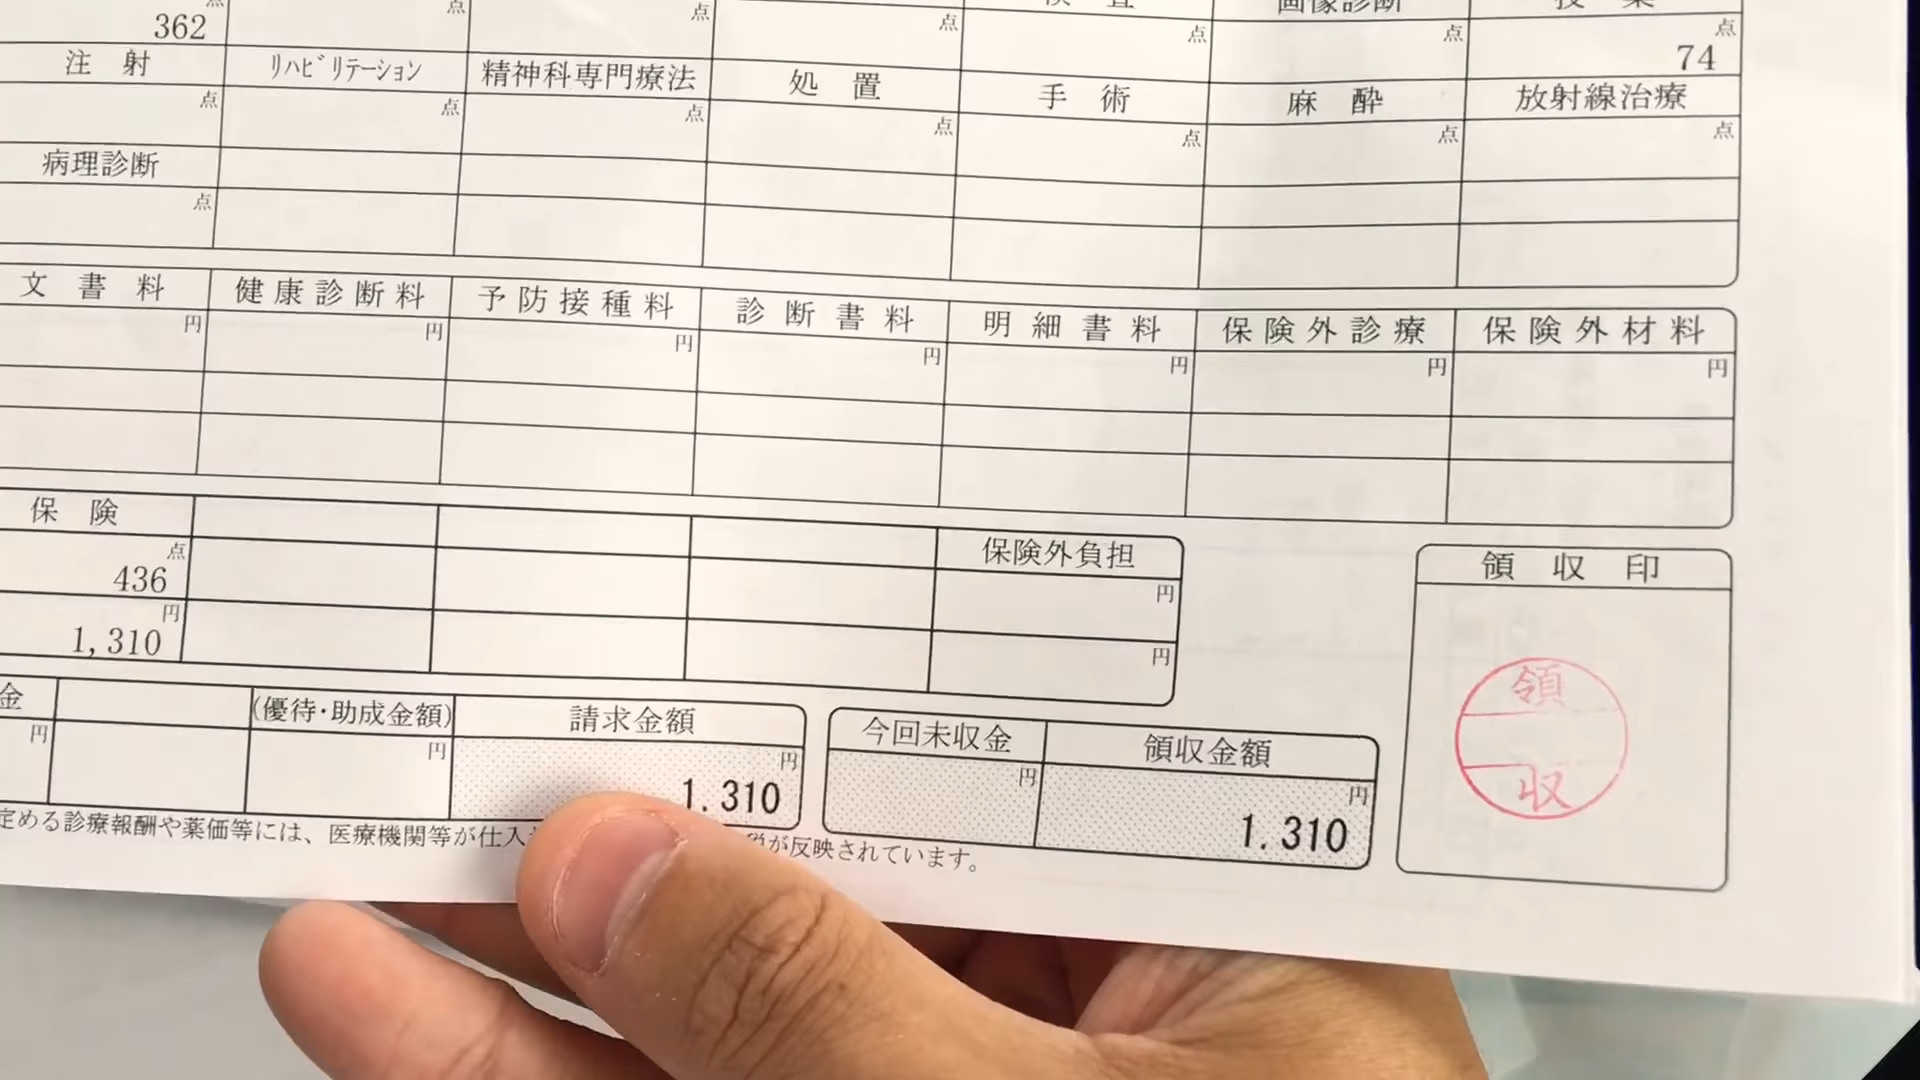 画像診断
点 点 点 点 点 点 点
362 74
注射 リハビリテーション 精神科専門療法 処置 手術 麻酔 放射線治療
点 点 点 点 点 点 点
病理診断
点
文書料 健康診断料 予防接種料 診断書料 明細書料 保険外診療 保険外材料
円 円 円 円 円 円 円
保険 保険外負担 領収印
点 円
436
円 円
1,310
領
収
金 (優待・助成金額) 請求金額 今回未収金 領収金額
円 円 円 円 円
1.310 1.310
定める診療報酬や薬価等には、医療機関等が仕入 が反映されています。